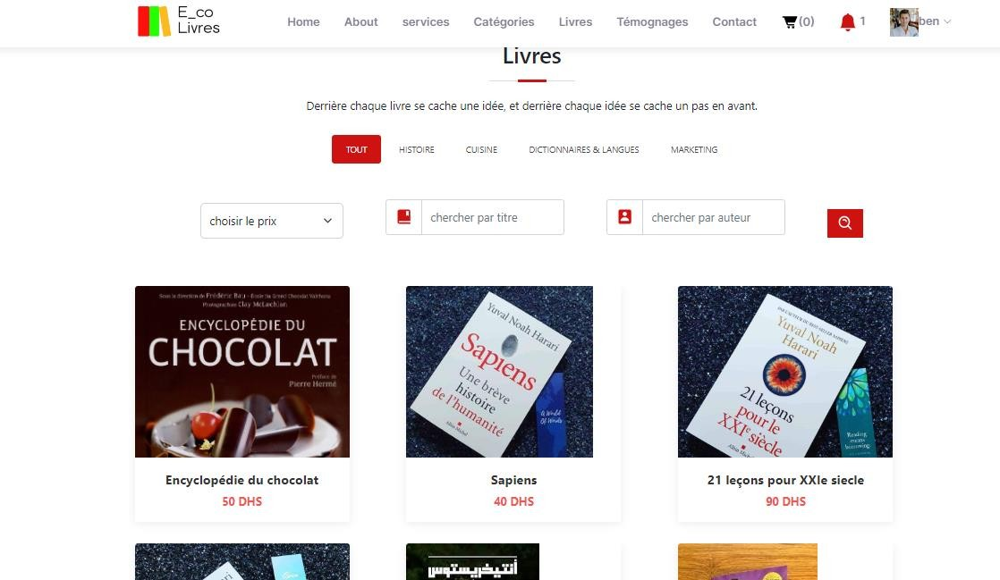 E_co
Livres
Home
About
services
Catégories
Livres
Témognages
Contact
(0)
1
ben
Livres
Derrière chaque livre se cache une idée, et derrière chaque idée se cache un pas en avant.
TOUT
HISTOIRE
CUISINE
DICTIONNAIRES & LANGUES
MARKETING
choisir le prix
chercher par titre
chercher par auteur
Sous la direction de Frédéric Bau - École du Grand Chocolat Valrhona
Photographies Clay McLachlan
ENCYCLOPÉDIE DU
CHOCOLAT
Préface de
Pierre Hermé
Yuval Noah Harari
Sapiens
Une brève
histoire
de l'humanité
Albin Michel
A World
Of Words
PAR L'AUTEUR DU BEST-SELLER SAPIENS
Yuval Noah
Harari
21 leçons
pour le
XXIe siècle
Albin Michel
Reading
means
borrowing
Encyclopédie du chocolat
50 DHS
Sapiens
40 DHS
21 leçons pour XXIe siecle
90 DHS
أنتيخريستوس